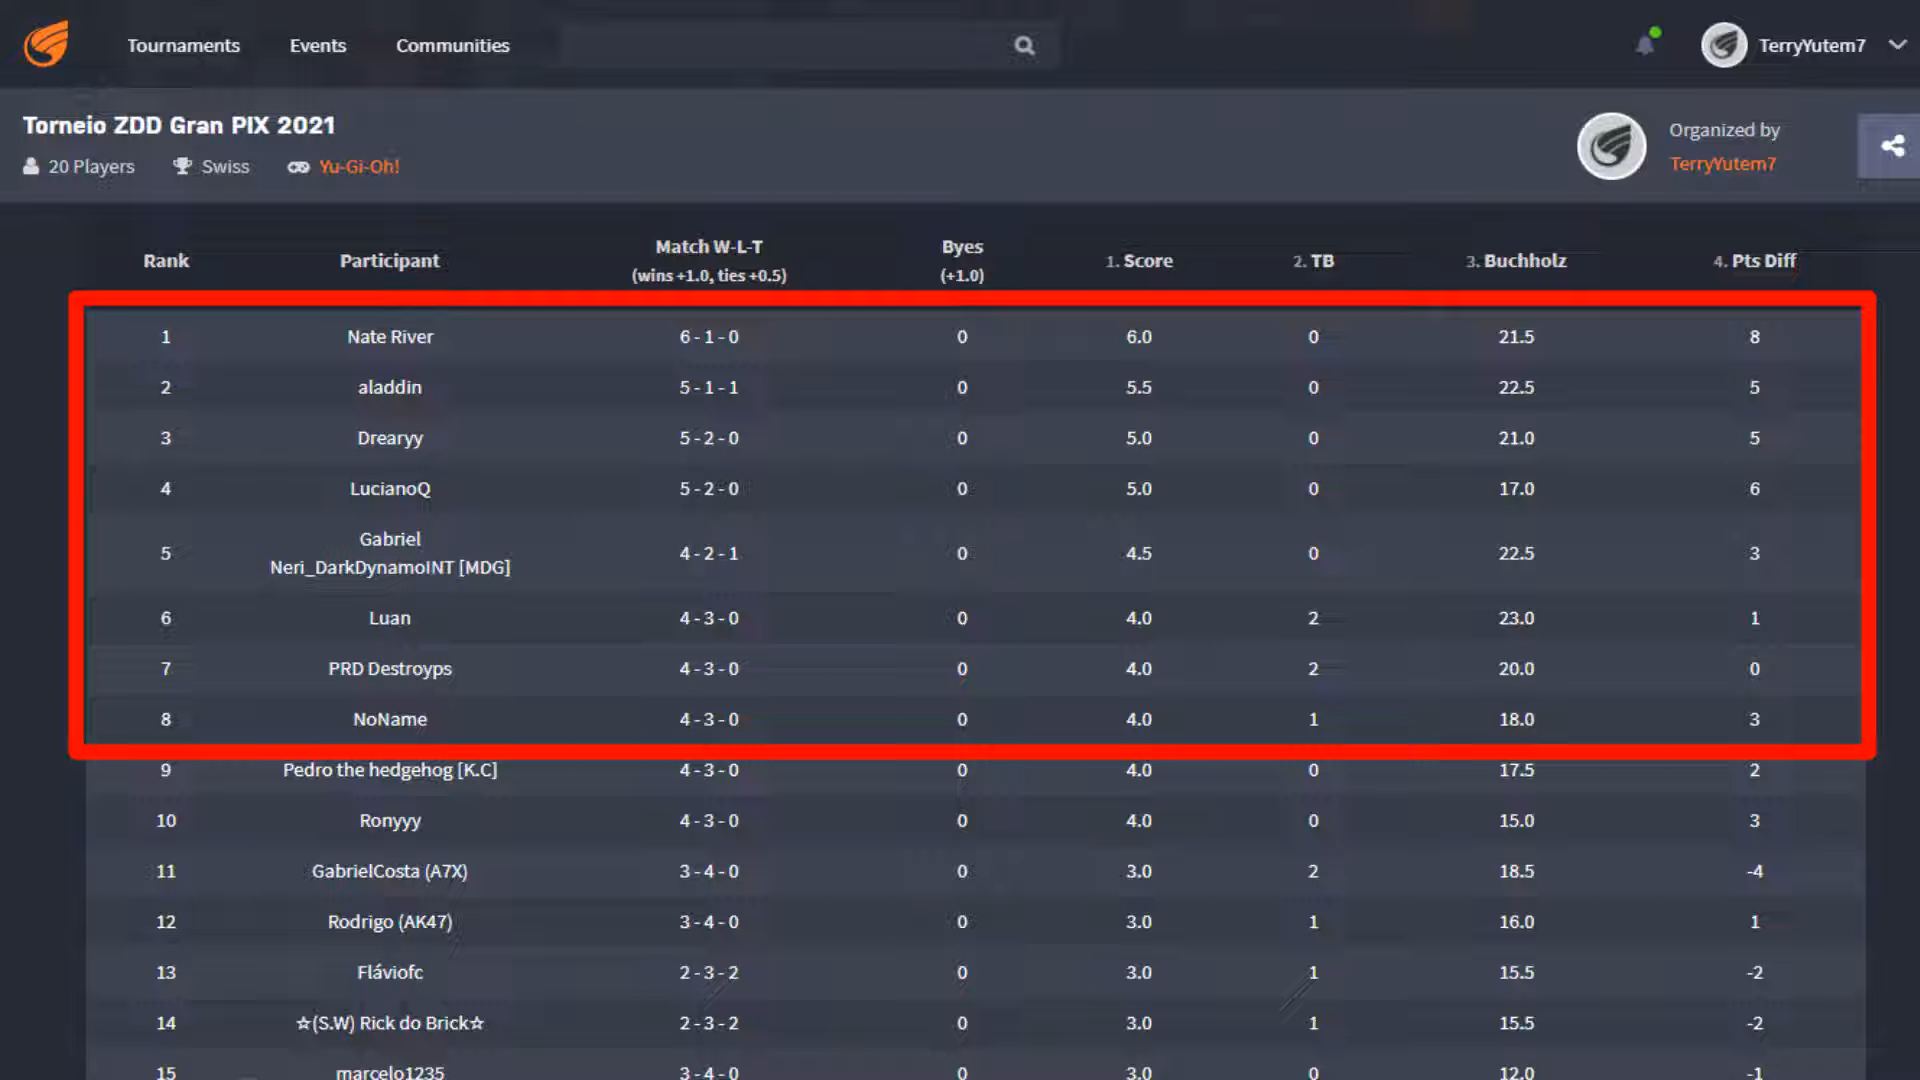 Tournaments Events Communities TerryYutem7
Torneio ZDD Gran PIX 2021
20 Players Swiss Yu-Gi-Oh!
Organized by
TerryYutem7
Rank Participant Match W-L-T (wins +1.0, ties +0.5) Byes (+1.0) 1. Score 2. TB 3. Buchholz 4. Pts Diff
1 Nate River 6 - 1 - 0 0 6.0 0 21.5 8
2 aladdin 5 - 1 - 1 0 5.5 0 22.5 5
3 Drearyy 5 - 2 - 0 0 5.0 0 21.0 5
4 LucianoQ 5 - 2 - 0 0 5.0 0 17.0 6
5 Gabriel Neri_DarkDynamoINT [MDG] 4 - 2 - 1 0 4.5 0 22.5 3
6 Luan 4 - 3 - 0 0 4.0 2 23.0 1
7 PRD Destroyps 4 - 3 - 0 0 4.0 2 20.0 0
8 NoName 4 - 3 - 0 0 4.0 1 18.0 3
9 Pedro the hedgehog [K.C] 4 - 3 - 0 0 4.0 0 17.5 2
10 Ronyyy 4 - 3 - 0 0 4.0 0 15.0 3
11 GabrielCosta (A7X) 3 - 4 - 0 0 3.0 2 18.5 -4
12 Rodrigo (AK47) 3 - 4 - 0 0 3.0 1 16.0 1
13 Fláviofc 2 - 3 - 2 0 3.0 1 15.5 -2
14 ☆(S.W) Rick do Brick☆ 2 - 3 - 2 0 3.0 1 15.5 -2
15 marcelo1235 3 - 4 - 0 0 3.0 0 12.0 -1